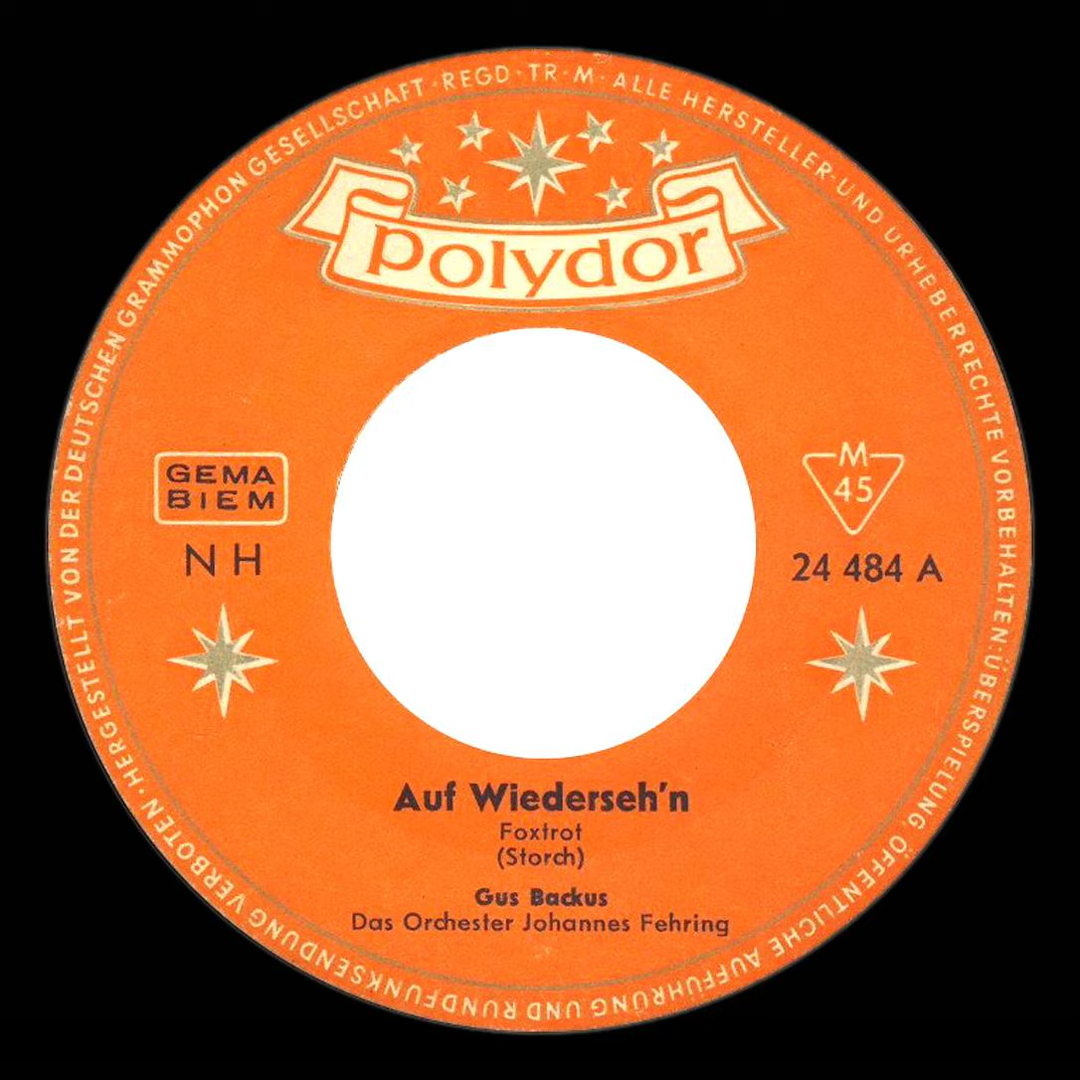 HERGESTELLT VON DER DEUTSCHEN GRAMMOPHON GESELLSCHAFT · REGD · TR · M · ALLE HERSTELLER- UND URHEBERRECHTE VORBEHALTEN: ÜBERSPIELUNG, ÖFFENTLICHE AUFFÜHRUNG UND RUNDFUNKSENDUNG VERBOTEN ·
polydor
GEMA
BIEM
N H
M
45
24 484 A
Auf Wiederseh'n
Foxtrot
(Storch)
Gus Backus
Das Orchester Johannes Fehring